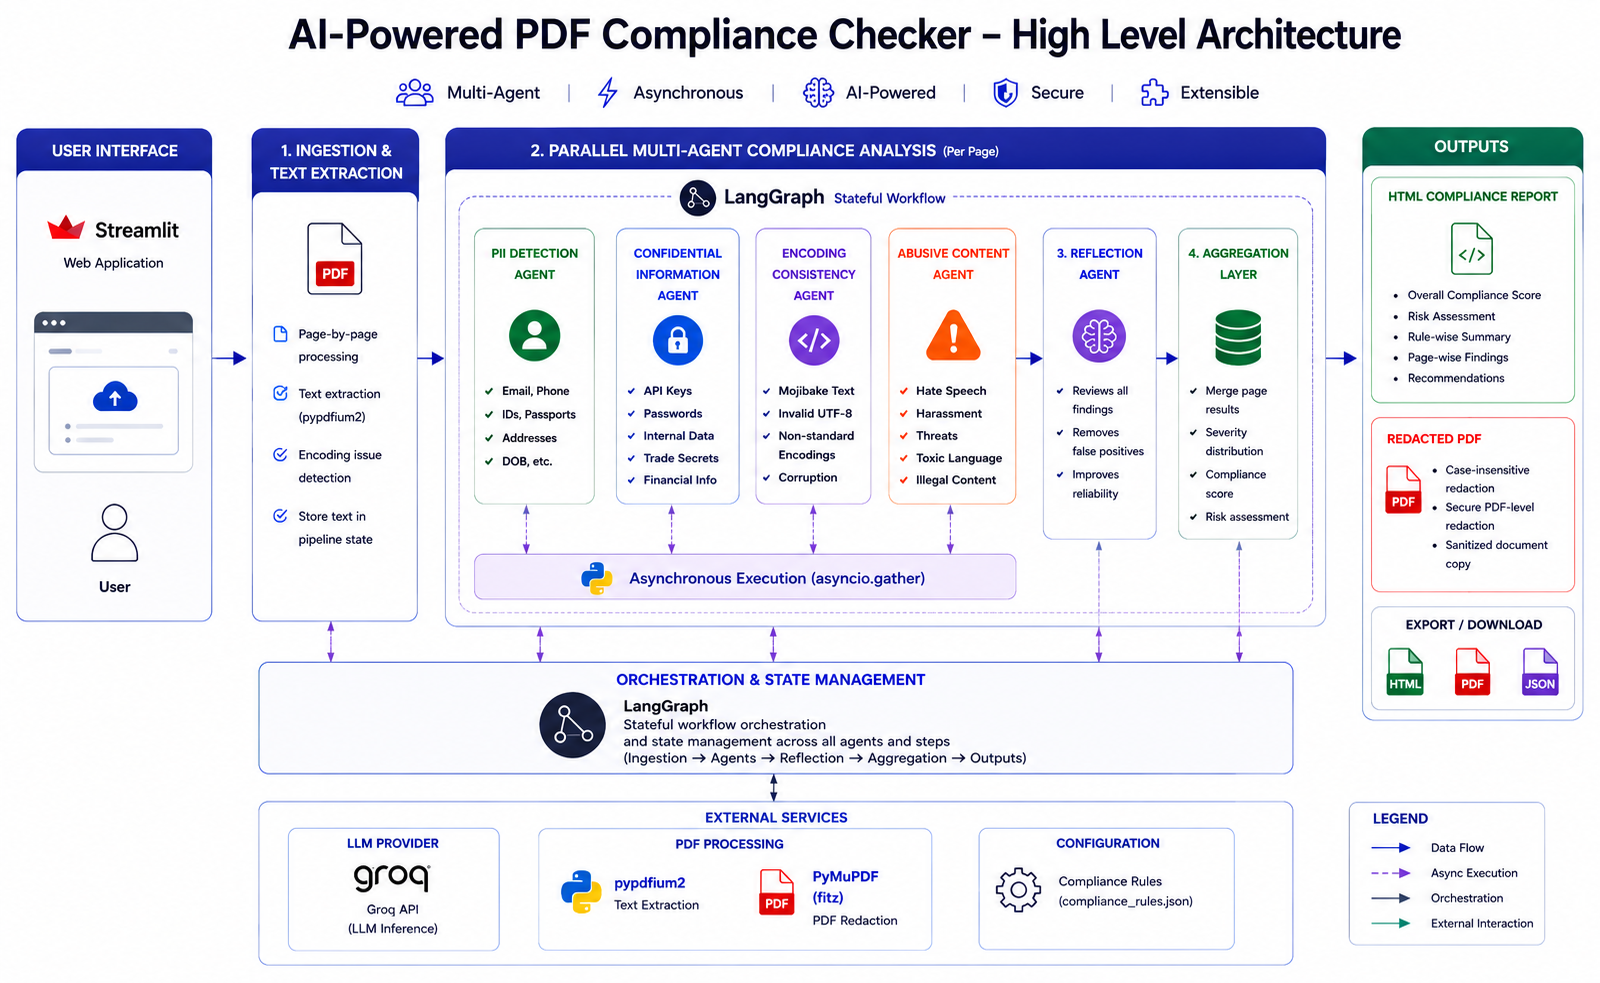 AI-Powered PDF Compliance Checker – High Level Architecture
Multi-Agent | Asynchronous | AI-Powered | Secure | Extensible
USER INTERFACE
Streamlit
Web Application
User
1. INGESTION &
TEXT EXTRACTION
PDF
Page-by-page
processing
Text extraction
(pypdfium2)
Encoding issue
detection
Store text in
pipeline state
2. PARALLEL MULTI-AGENT COMPLIANCE ANALYSIS (Per Page)
LangGraph Stateful Workflow
PII DETECTION
AGENT
Email, Phone
IDs, Passports
Addresses
DOB, etc.
CONFIDENTIAL
INFORMATION
AGENT
API Keys
Passwords
Internal Data
Trade Secrets
Financial Info
ENCODING
CONSISTENCY
AGENT
</>
Mojibake Text
Invalid UTF-8
Non-standard
Encodings
Corruption
ABUSIVE CONTENT
AGENT
Hate Speech
Harassment
Threats
Toxic Language
Illegal Content
3. REFLECTION
AGENT
Reviews all
findings
Removes
false positives
Improves
reliability
4. AGGREGATION
LAYER
Merge page
results
Severity
distribution
Compliance
score
Risk assessment
Asynchronous Execution (asyncio.gather)
OUTPUTS
HTML COMPLIANCE REPORT
</>
• Overall Compliance Score
• Risk Assessment
• Rule-wise Summary
• Page-wise Findings
• Recommendations
REDACTED PDF
PDF
• Case-insensitive
redaction
• Secure PDF-level
redaction
• Sanitized document
copy
EXPORT / DOWNLOAD
HTML
PDF
JSON
ORCHESTRATION & STATE MANAGEMENT
LangGraph
Stateful workflow orchestration
and state management across all agents and steps
(Ingestion → Agents → Reflection → Aggregation → Outputs)
EXTERNAL SERVICES
LLM PROVIDER
groq
Groq API
(LLM Inference)
PDF PROCESSING
pypdfium2
Text Extraction
PDF
PyMuPDF
(fitz)
PDF Redaction
CONFIGURATION
Compliance Rules
(compliance_rules.json)
LEGEND
Data Flow
Async Execution
Orchestration
External Interaction